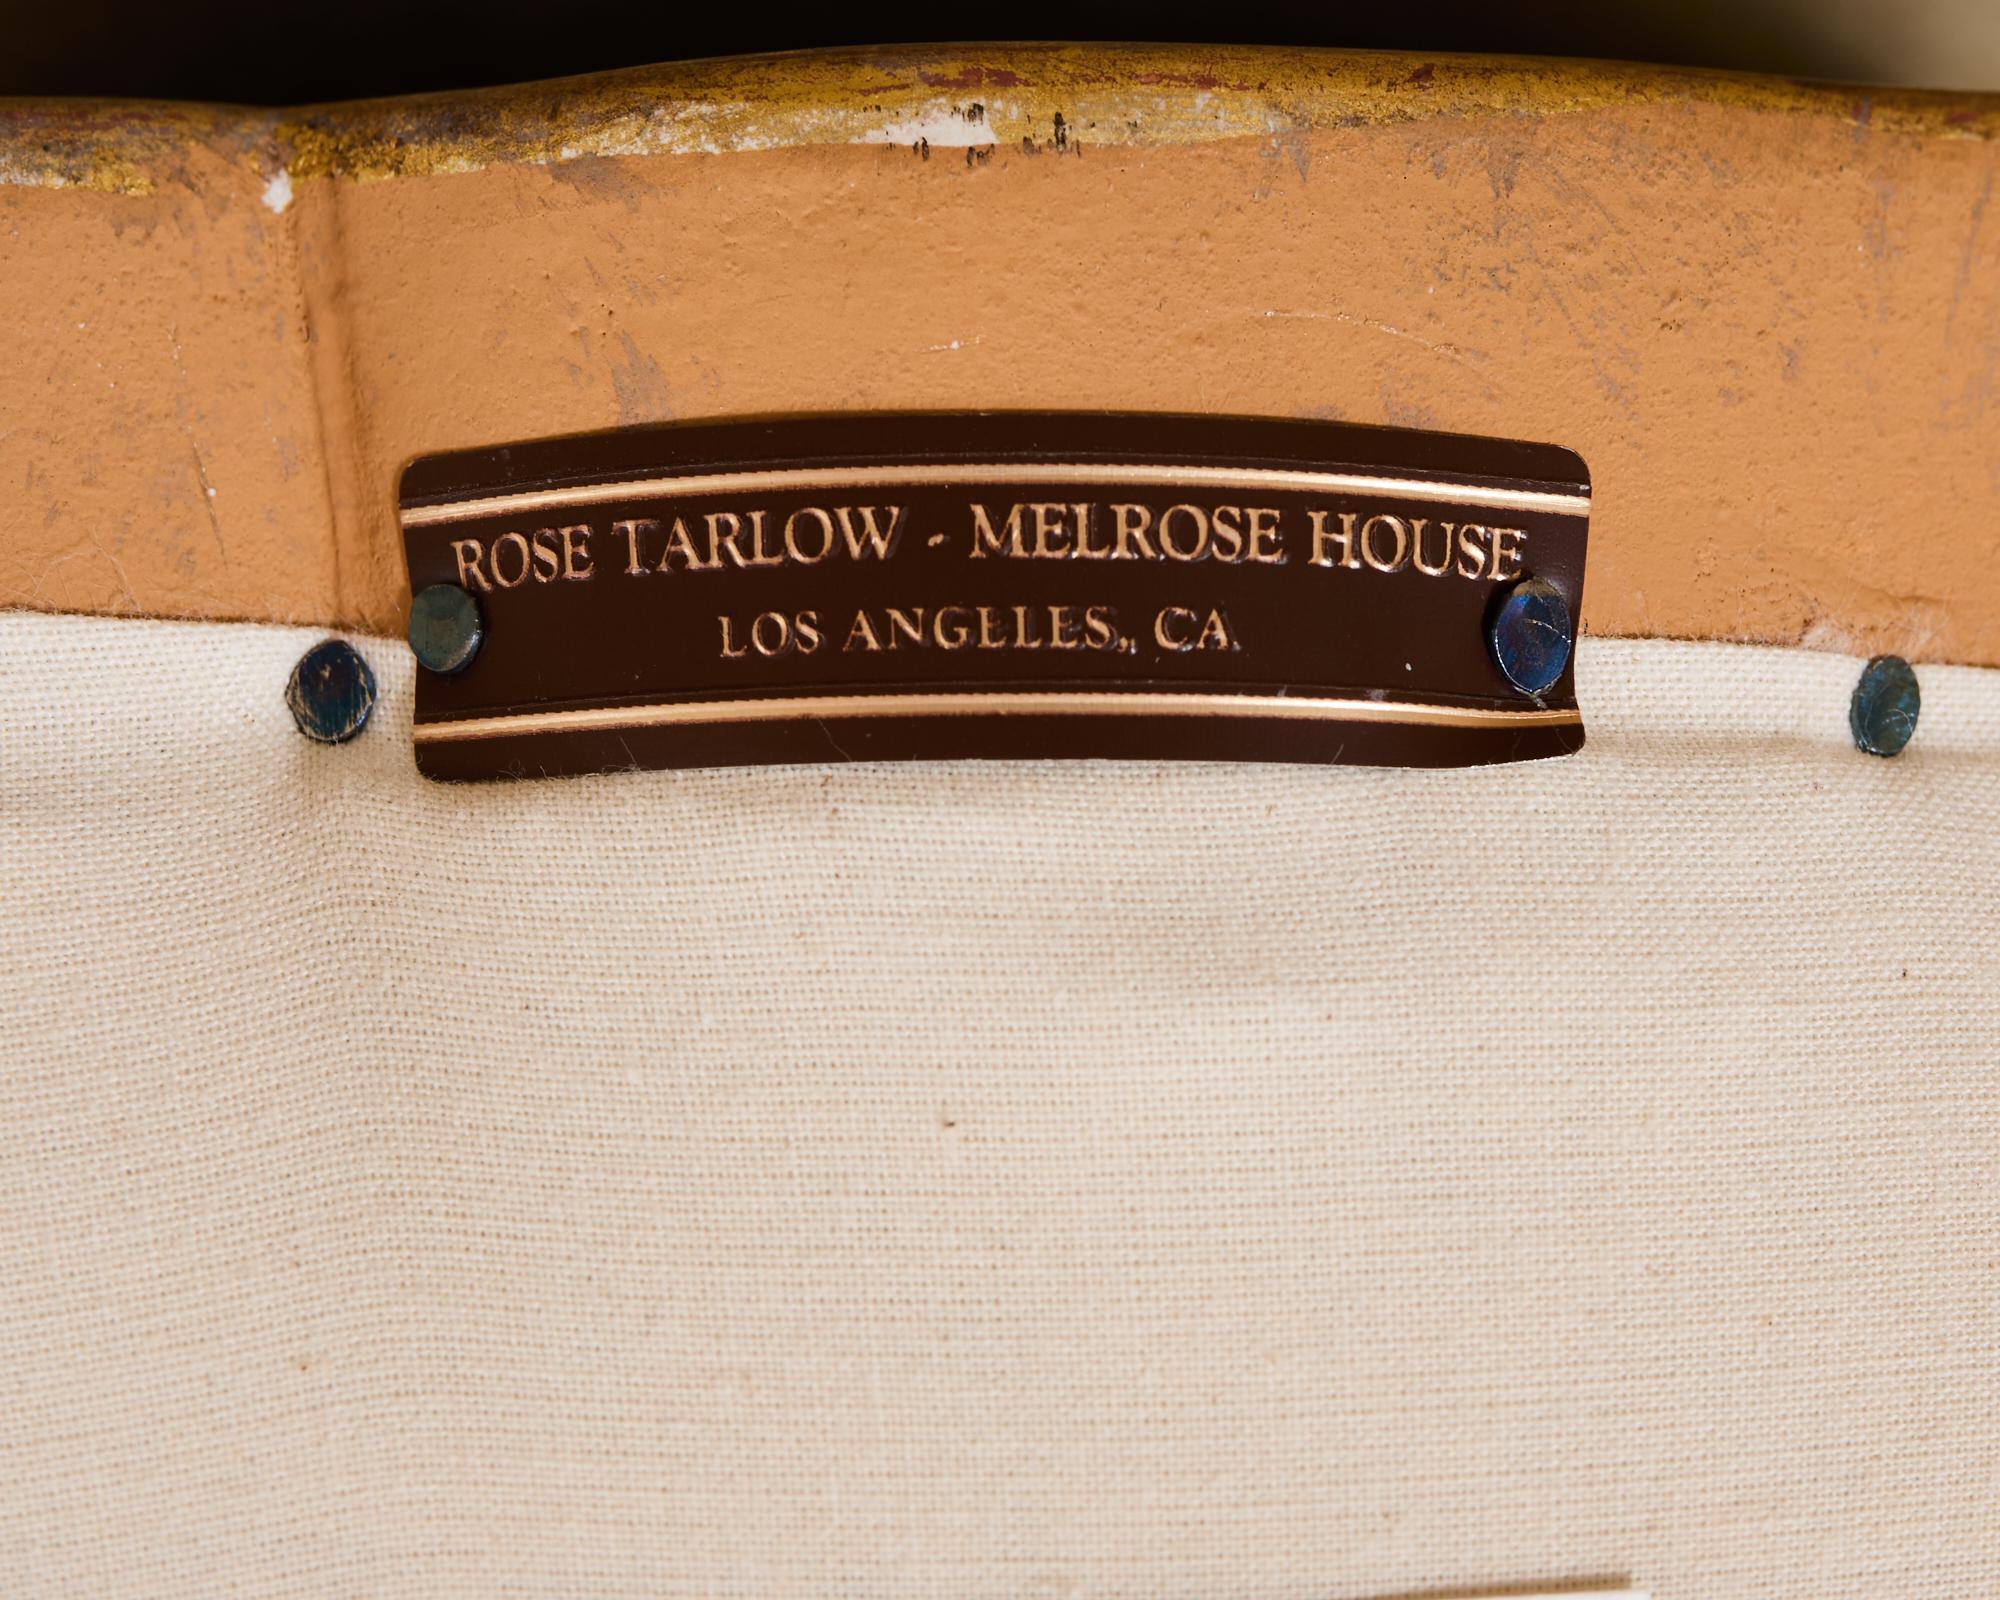 ROSE TARLOW - MELROSE HOUSE
LOS ANGELES, CA.